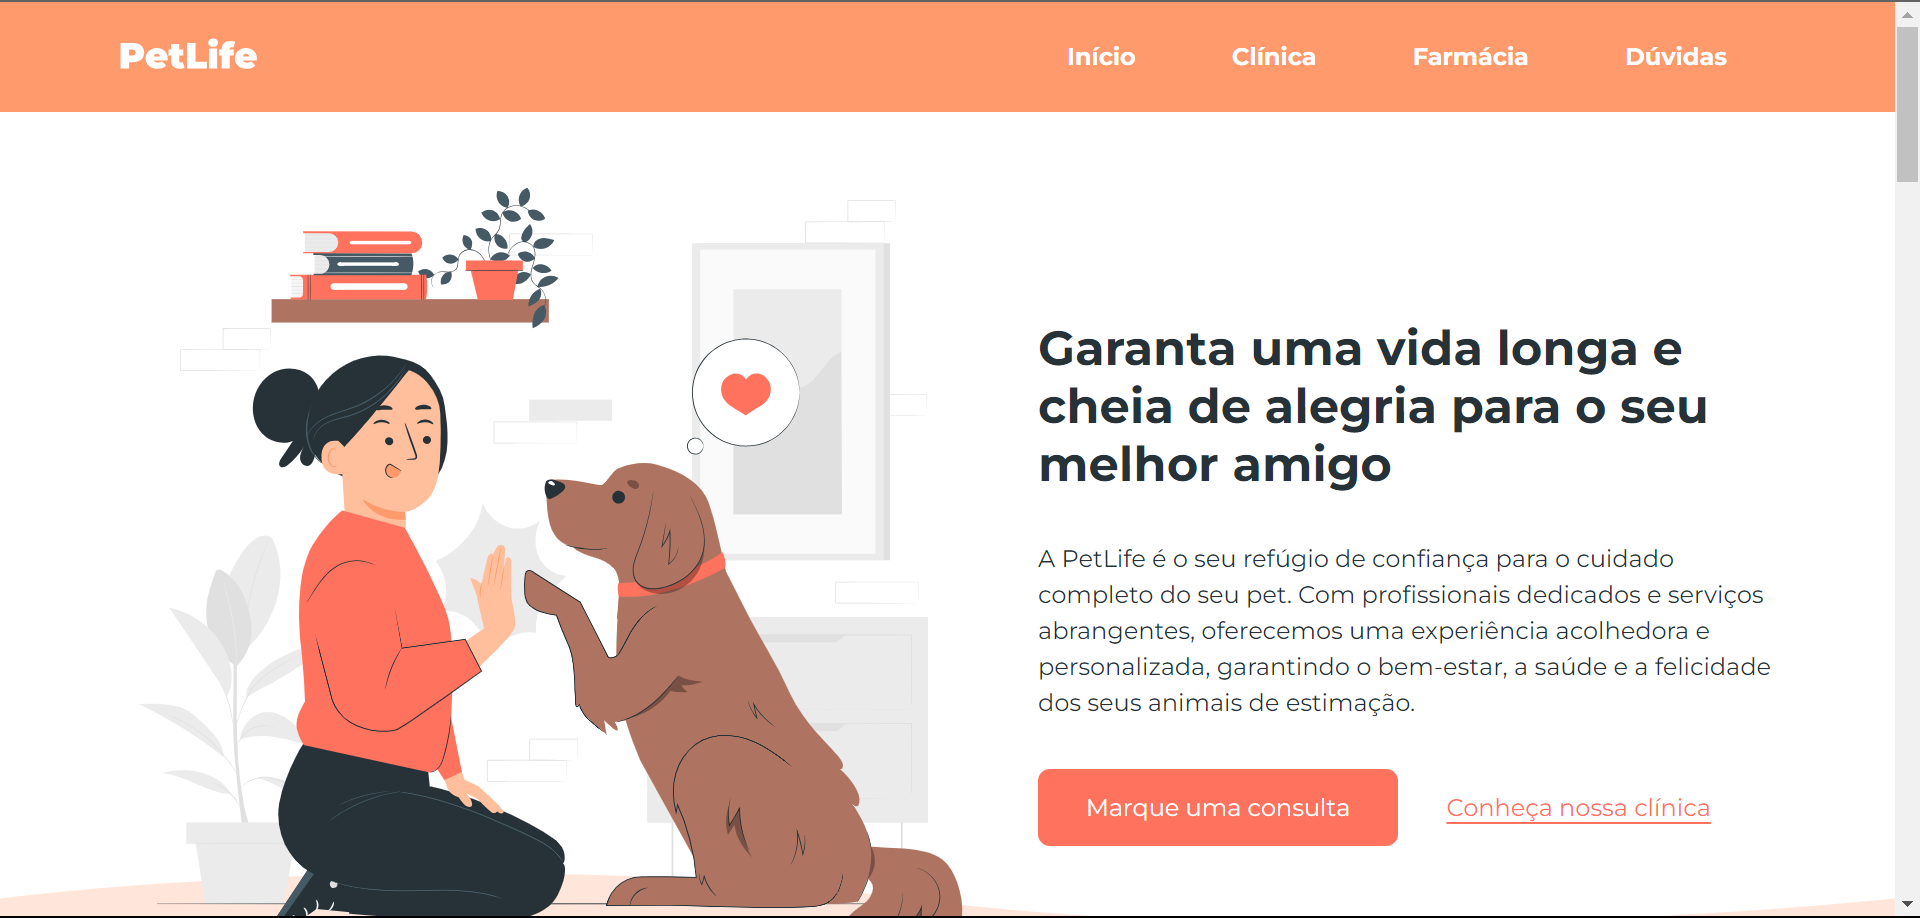 PetLife
Início
Clínica
Farmácia
Dúvidas
Garanta uma vida longa e
cheia de alegria para o seu
melhor amigo
A PetLife é o seu refúgio de confiança para o cuidado
completo do seu pet. Com profissionais dedicados e serviços
abrangentes, oferecemos uma experiência acolhedora e
personalizada, garantindo o bem-estar, a saúde e a felicidade
dos seus animais de estimação.
Marque uma consulta
Conheça nossa clínica